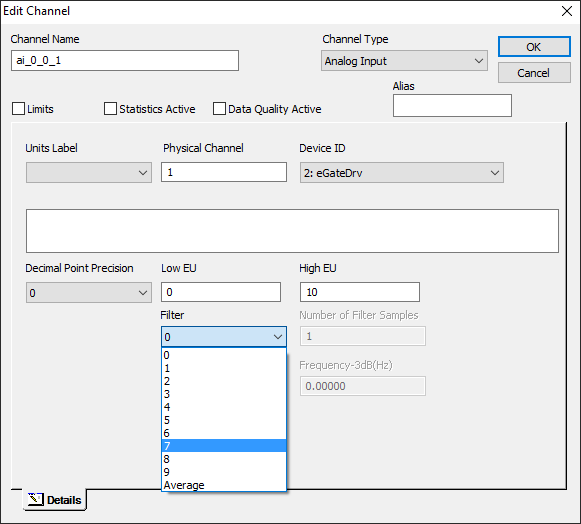 Edit Channel
Channel Name
Channel Type
ai_0_0_1
Analog Input
OK
Cancel
Alias
Limits
Statistics Active
Data Quality Active
Units Label
Physical Channel
Device ID
1
2: eGateDrv
Decimal Point Precision
Low EU
High EU
0
0
10
Filter
Number of Filter Samples
0
1
0
1
2
3
4
5
6
7
8
9
Average
Frequency-3dB(Hz)
0.00000
Details